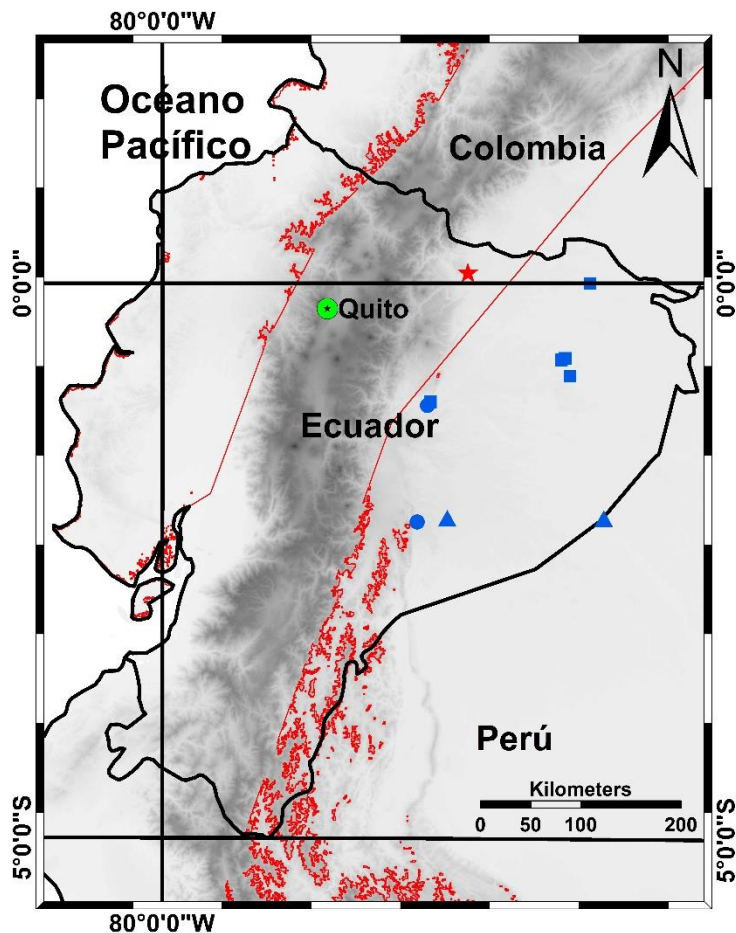 80°0'0"W
Océano
Pacífico
N
Colombia
0°0'0"
0°0'0"
Quito
Ecuador
Perú
Kilometers
0 50 100 200
5°0'0"S
5°0'0"S
80°0'0"W